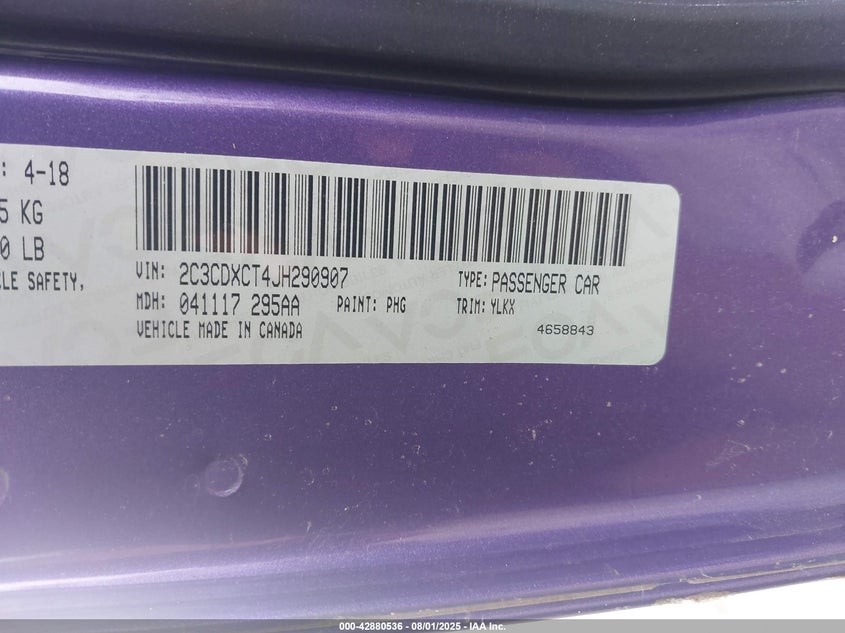 : 4-18
5 KG
0 LB
CLE SAFETY,
VIN: 2C3CDXCT4JH290907
TYPE: PASSENGER CAR
MDH: 041117 295AA
PAINT: PHG
TRIM: YLKX
VEHICLE MADE IN CANADA
4658843
000-42880536 - 08/01/2025 - IAA Inc.